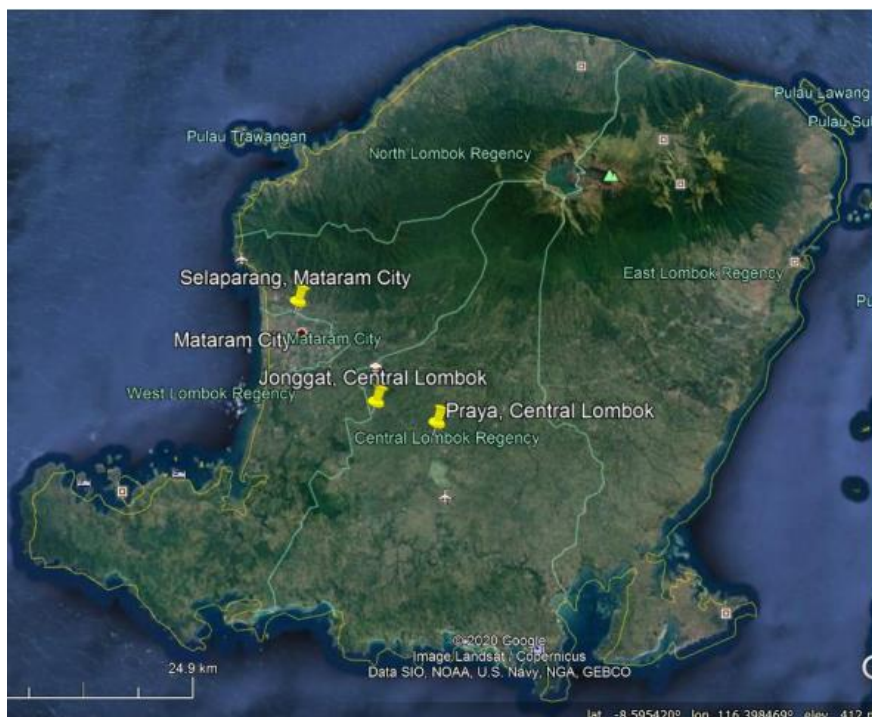 Pulau Lawang
Pulau Trawangan
Pulau Sul
North Lombok Regency
East Lombok Regency
Selaparang, Mataram City
Mataram City
Mataram City
Jonggat, Central Lombok
West Lombok Regency
Praya, Central Lombok
Central Lombok Regency
© 2020 Google
Image Landsat / Copernicus
Data SIO, NOAA, U.S. Navy, NGA, GEBCO
24.9 km
lat -8.595420° lon 116.398469° elev 412